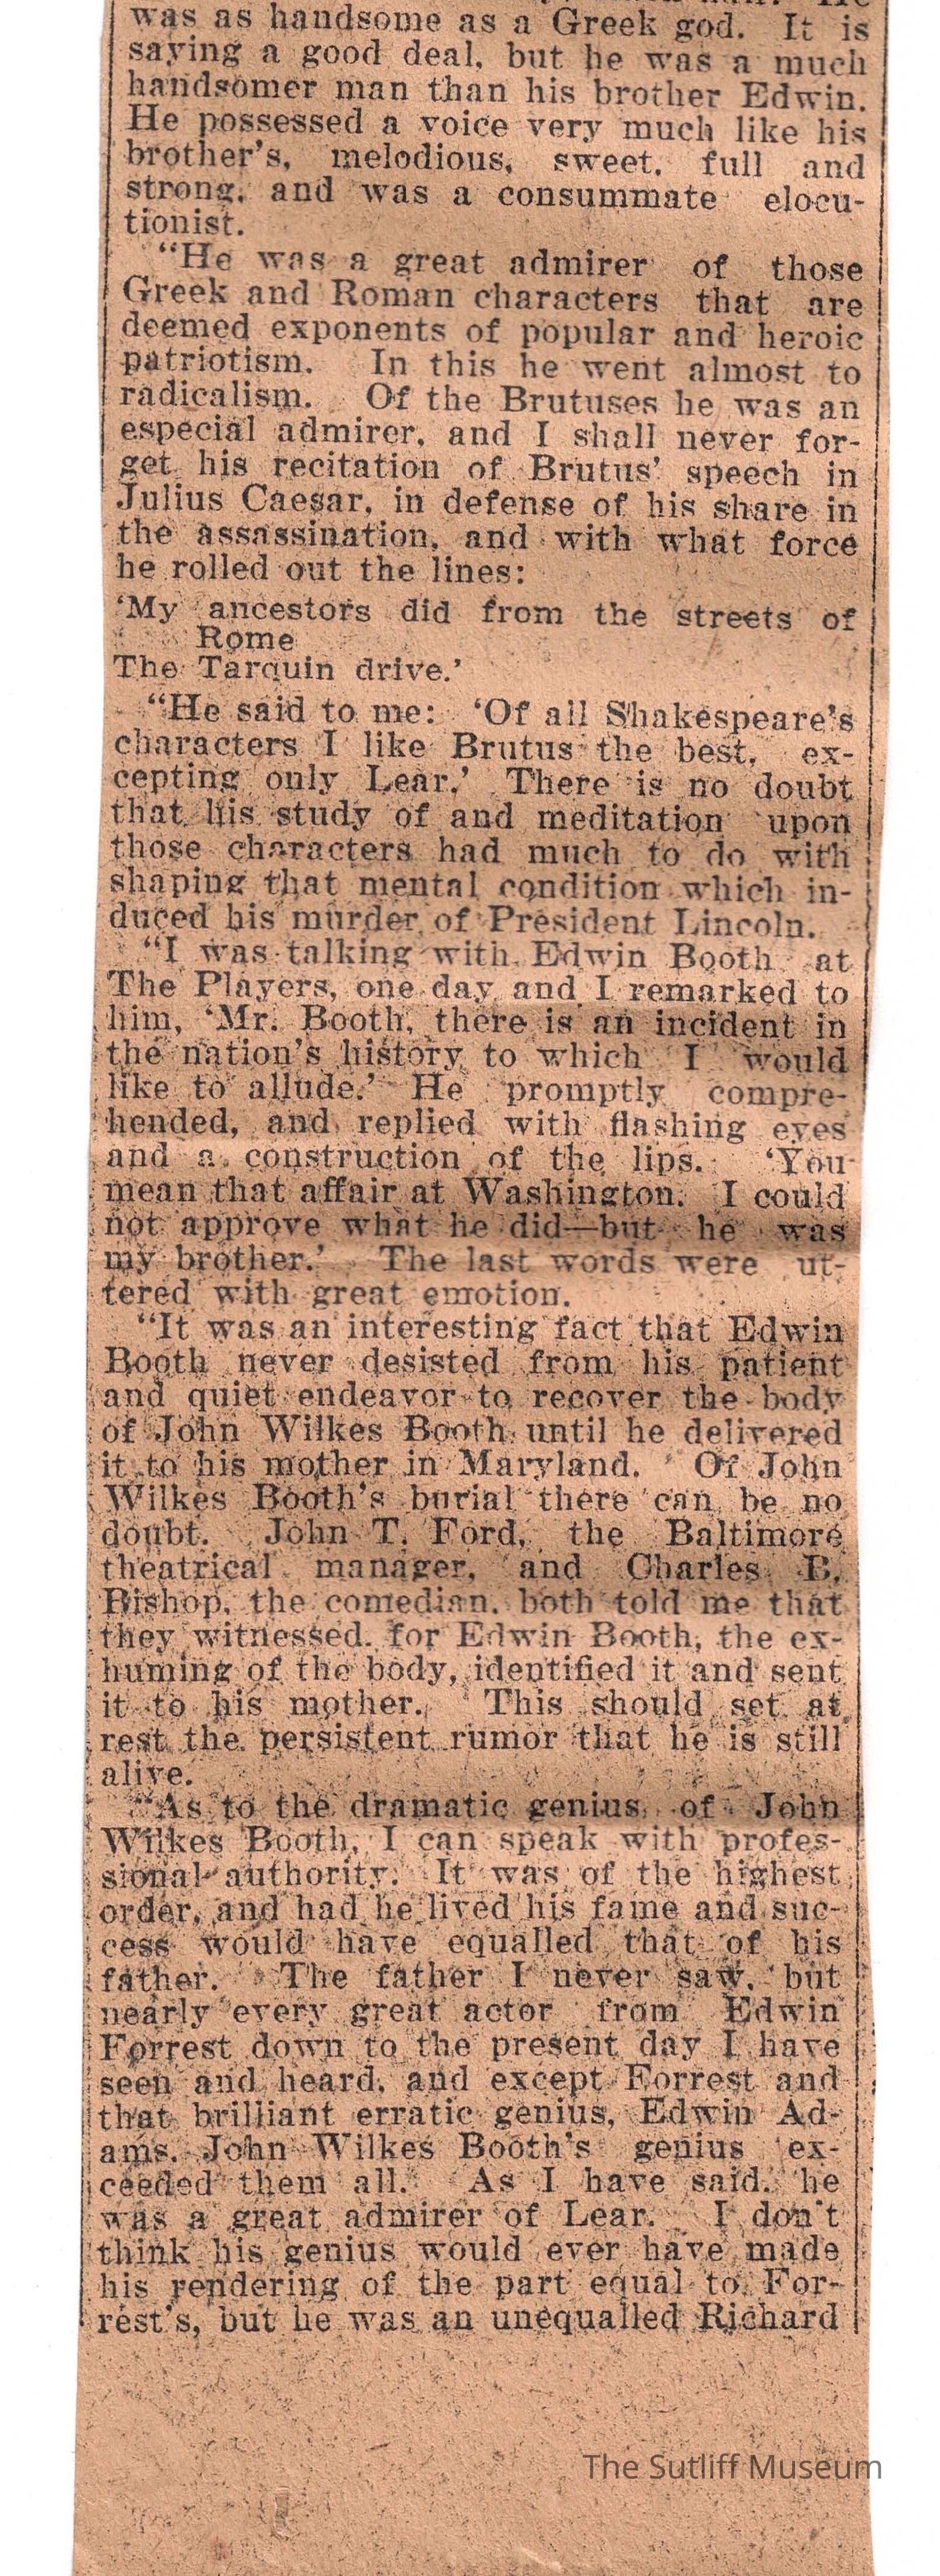 was as handsome as a Greek god. It is
saying a good deal, but he was a much
handsomer man than his brother Edwin.
He possessed a voice very much like his
brother's, melodious, sweet, full and
strong, and was a consummate elocu-
tionist.
"He was a great admirer of those
Greek and Roman characters that are
deemed exponents of popular and heroic
patriotism. In this he went almost to
radicalism. Of the Brutuses he was an
especial admirer, and I shall never for-
get his recitation of Brutus' speech in
Julius Caesar, in defense of his share in
the assassination, and with what force
he rolled out the lines:
'My ancestors did from the streets of
Rome
The Tarquin drive.'
"He said to me: 'Of all Shakespeare's
characters I like Brutus the best, ex-
cepting only Lear.' There is no doubt
that his study of and meditation upon
those characters had much to do with
shaping that mental condition which in-
duced his murder of President Lincoln.
"I was talking with Edwin Booth at
The Players, one day and I remarked to
him, 'Mr. Booth, there is an incident in
the nation's history to which I would
like to allude.' He promptly compre-
hended, and replied with flashing eyes
and a construction of the lips. 'You
mean that affair at Washington. I could
not approve what he did—but he was
my brother.' The last words were ut-
tered with great emotion.
"It was an interesting fact that Edwin
Booth never desisted from his patient
and quiet endeavor to recover the body
of John Wilkes Booth until he delivered
it to his mother in Maryland. Of John
Wilkes Booth's burial there can be no
doubt. John T. Ford, the Baltimore
theatrical manager, and Charles B.
Bishop, the comedian, both told me that
they witnessed, for Edwin Booth, the ex-
huming of the body, identified it and sent
it to his mother. This should set at
rest the persistent rumor that he is still
alive.
"As to the dramatic genius of John
Wilkes Booth, I can speak with profes-
sional authority. It was of the highest
order, and had he lived his fame and suc-
cess would have equalled that of his
father. The father I never saw, but
nearly every great actor from Edwin
Forrest down to the present day I have
seen and heard, and except Forrest and
that brilliant erratic genius, Edwin Ad-
ams, John Wilkes Booth's genius ex-
ceeded them all. As I have said, he
was a great admirer of Lear. I don't
think his genius would ever have made
his rendering of the part equal to For-
rest's, but he was an unequalled Richard
The Sutliff Museum